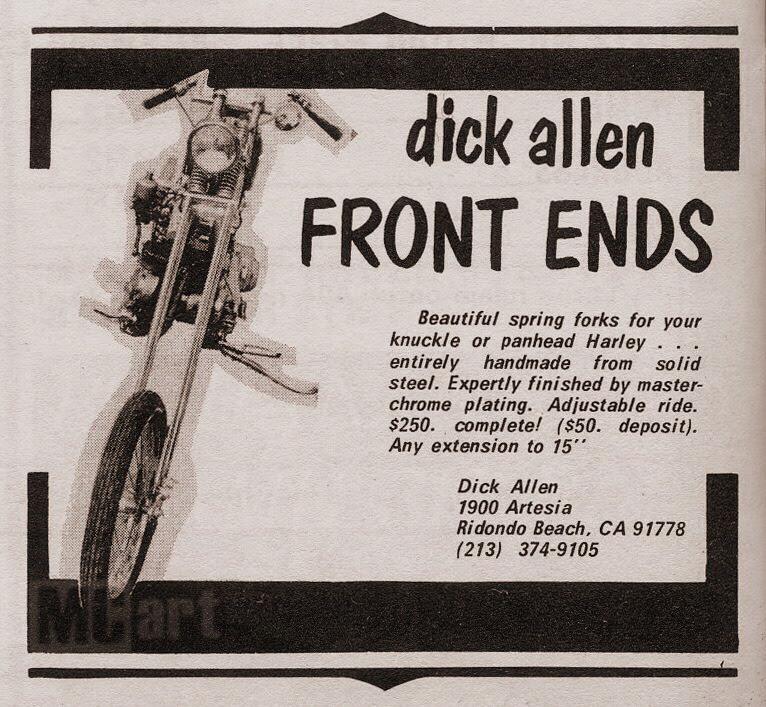 dick allen
FRONT ENDS
Beautiful spring forks for your
knuckle or panhead Harley . . .
entirely handmade from solid
steel. Expertly finished by master-
chrome plating. Adjustable ride.
$250. complete! ($50. deposit).
Any extension to 15''
Dick Allen
1900 Artesia
Ridondo Beach, CA 91778
(213) 374-9105
MCart